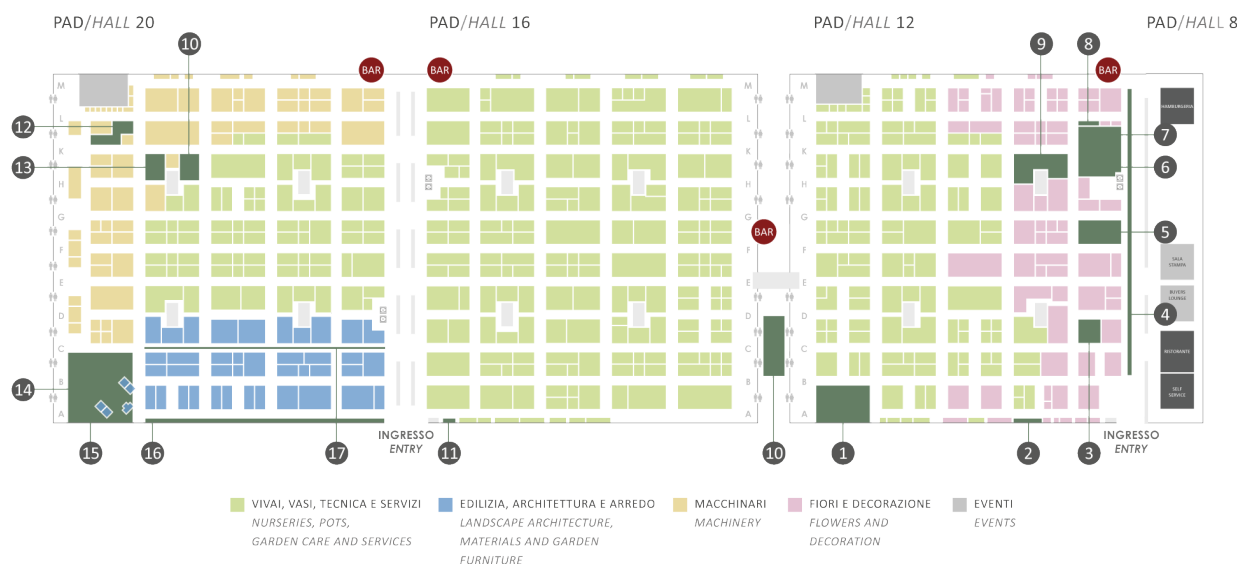 PAD/HALL 20
PAD/HALL 16
PAD/HALL 12
PAD/HALL 8
10
9
8
BAR
BAR
BAR
M
M
M
HAMBURGERIA
12
L
L
L
7
13
K
K
K
6
H
H
H
G
G
G
BAR
5
F
F
F
SALA
STAMPA
E
E
E
BUYERS
LOUNGE
D
D
D
4
C
C
C
RISTORANTE
14
B
B
B
SELF
SERVICE
A
A
A
INGRESSO
ENTRY
INGRESSO
ENTRY
15
16
17
11
10
1
2
3
VIVAI, VASI, TECNICA E SERVIZI
NURSERIES, POTS,
GARDEN CARE AND SERVICES
EDILIZIA, ARCHITETTURA E ARREDO
LANDSCAPE ARCHITECTURE,
MATERIALS AND GARDEN
FURNITURE
MACCHINARI
MACHINERY
FIORI E DECORAZIONE
FLOWERS AND
DECORATION
EVENTI
EVENTS